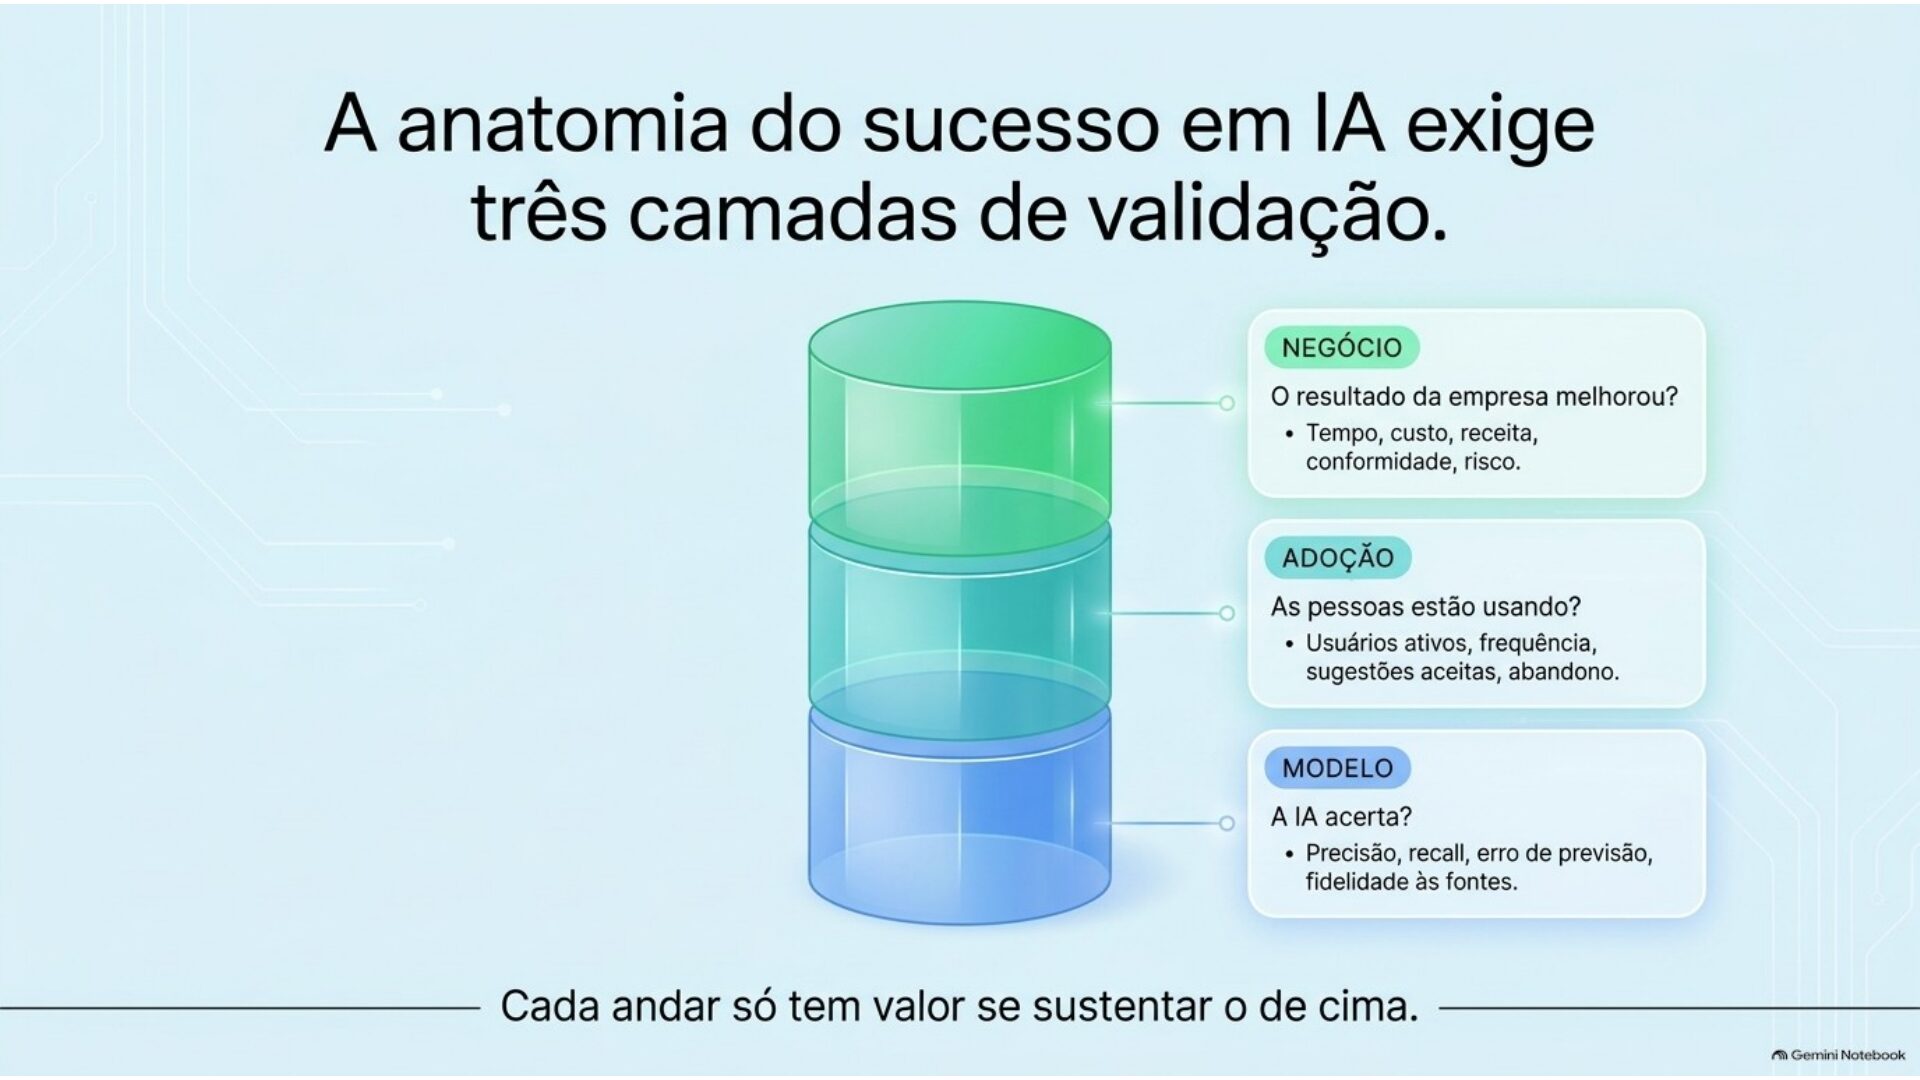 A anatomia do sucesso em IA exige
três camadas de validação.
NEGÓCIO
O resultado da empresa melhorou?
• Tempo, custo, receita,
conformidade, risco.
ADOÇÃO
As pessoas estão usando?
• Usuários ativos, frequência,
sugestões aceitas, abandono.
MODELO
A IA acerta?
• Precisão, recall, erro de previsão,
fidelidade às fontes.
Cada andar só tem valor se sustentar o de cima.
Gemini Notebook